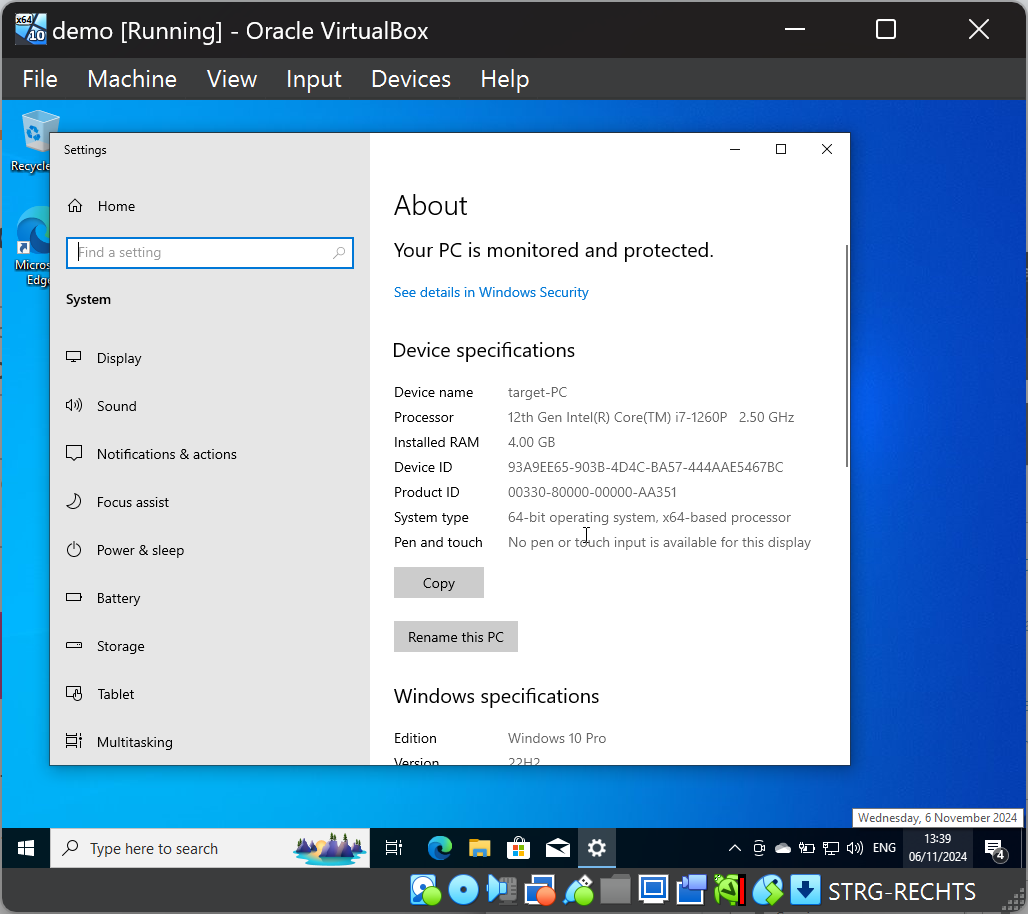 demo [Running] - Oracle VirtualBox
File Machine View Input Devices Help
Recycle
Micros
Edge
Settings
Home
Find a setting
System
Display
Sound
Notifications & actions
Focus assist
Power & sleep
Battery
Storage
Tablet
Multitasking
About
Your PC is monitored and protected.
See details in Windows Security
Device specifications
Device name target-PC
Processor 12th Gen Intel(R) Core(TM) i7-1260P 2.50 GHz
Installed RAM 4.00 GB
Device ID 93A9EE65-903B-4D4C-BA57-444AAE5467BC
Product ID 00330-80000-00000-AA351
System type 64-bit operating system, x64-based processor
Pen and touch No pen or touch input is available for this display
Copy
Rename this PC
Windows specifications
Edition Windows 10 Pro
Version 22H2
Wednesday, 6 November 2024
Type here to search
ENG
13:39
06/11/2024
4
STRG-RECHTS